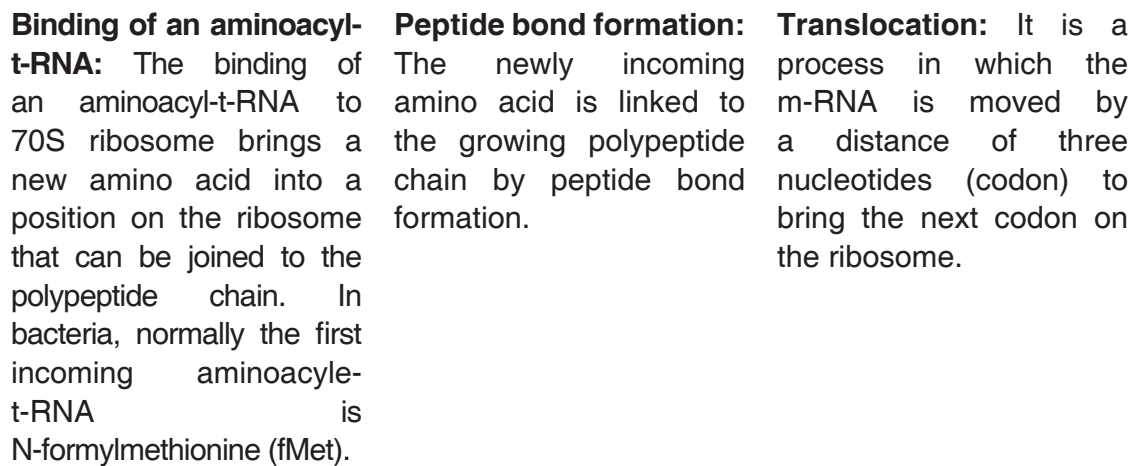 Binding of an aminoacyl-
t-RNA: The binding of
an aminoacyl-t-RNA to
70S ribosome brings a
new amino acid into a
position on the ribosome
that can be joined to the
polypeptide chain. In
bacteria, normally the first
incoming aminoacyle-
t-RNA is
N-formylmethionine (fMet).
Peptide bond formation:
The newly incoming
amino acid is linked to
the growing polypeptide
chain by peptide bond
formation.
Translocation: It is a
process in which the
m-RNA is moved by
a distance of three
nucleotides (codon) to
bring the next codon on
the ribosome.